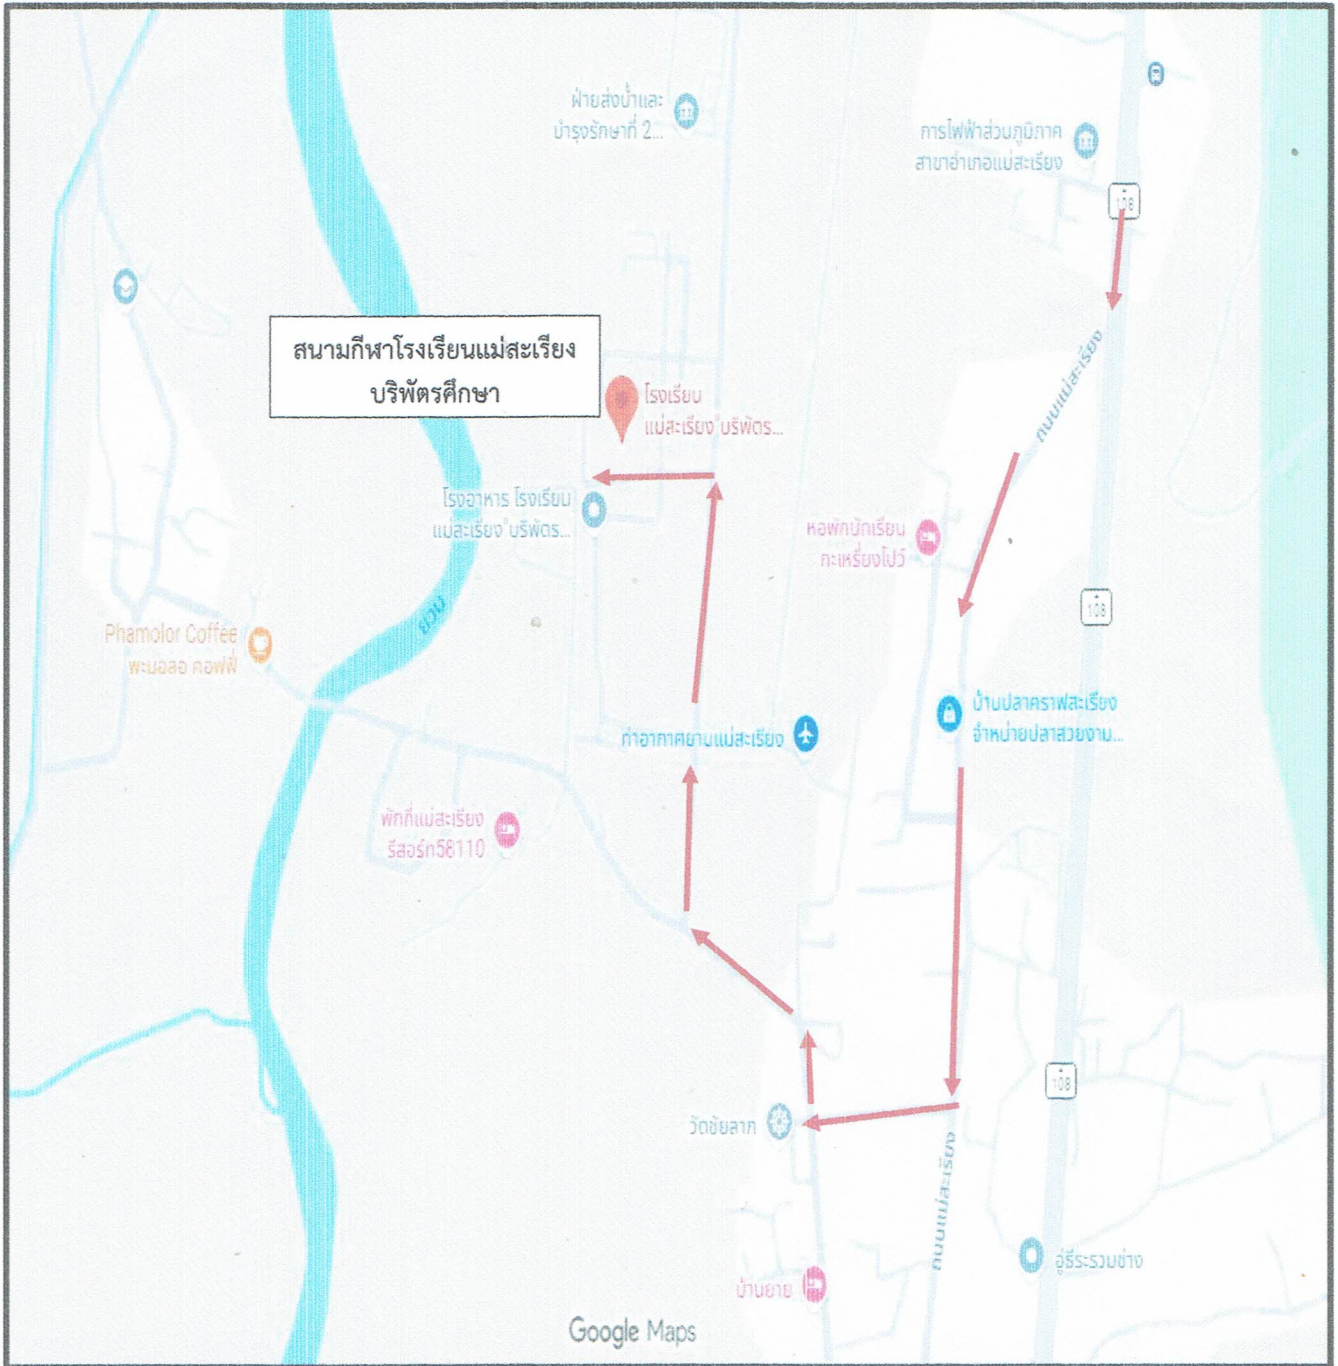 ฝ่ายส่งน้ำและ
บำรุงรักษาที่ 2...
การไฟฟ้าส่วนภูมิภาค
สาขาอำเภอแม่สะเรียง
108
สนามกีฬาโรงเรียนแม่สะเรียง
บริพัตรศึกษา
ถนนแม่สะเรียง
โรงเรียน
แม่สะเรียง"บริพัตร...
โรงอาหาร โรงเรียน
แม่สะเรียง"บริพัตร...
หอพักนักเรียน
กะเหรี่ยงโปว์
108
ยวม
Phamolor Coffee
พะมอลอ คอฟฟี่
บ้านปลาคราฟสะเรียง
จำหน่ายปลาสวยงาม...
ท่าอากาศยานแม่สะเรียง
พักที่แม่สะเรียง
รีสอร์ท58110
108
วัดชัยลาภ
ถนนแม่สะเรียง
อู่ธีระรวมช่าง
บ้านยาย
Google Maps